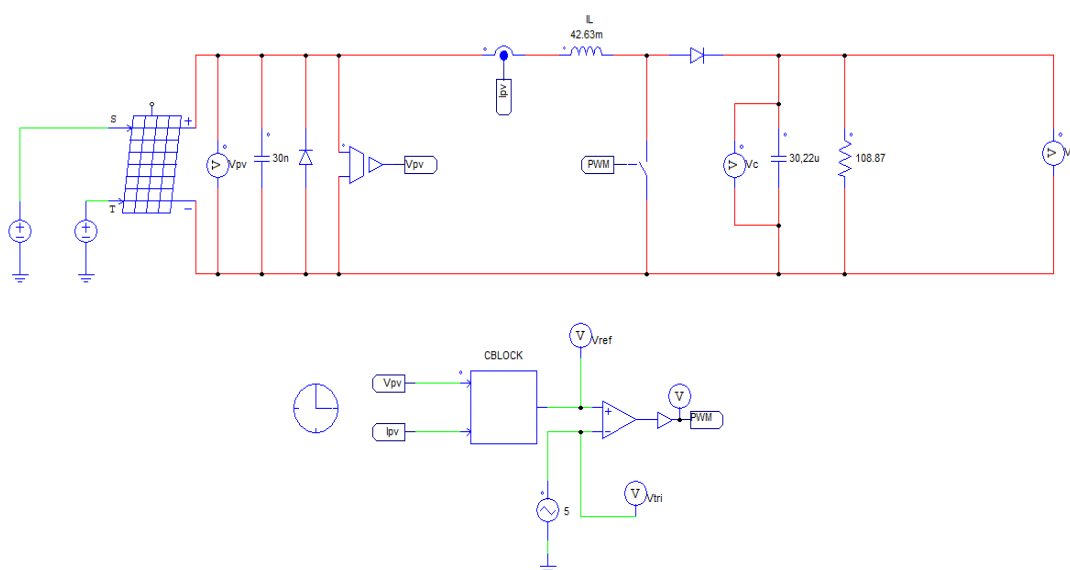 IL
42.63m
S
+
Ipv
Vpv
30n
Vpv
PWM
Vc
30,22u
108.87
V
T
−
CBLOCK
V
Vref
Vpv
V
PWM
+
Ipv
−
V
Vtri
5